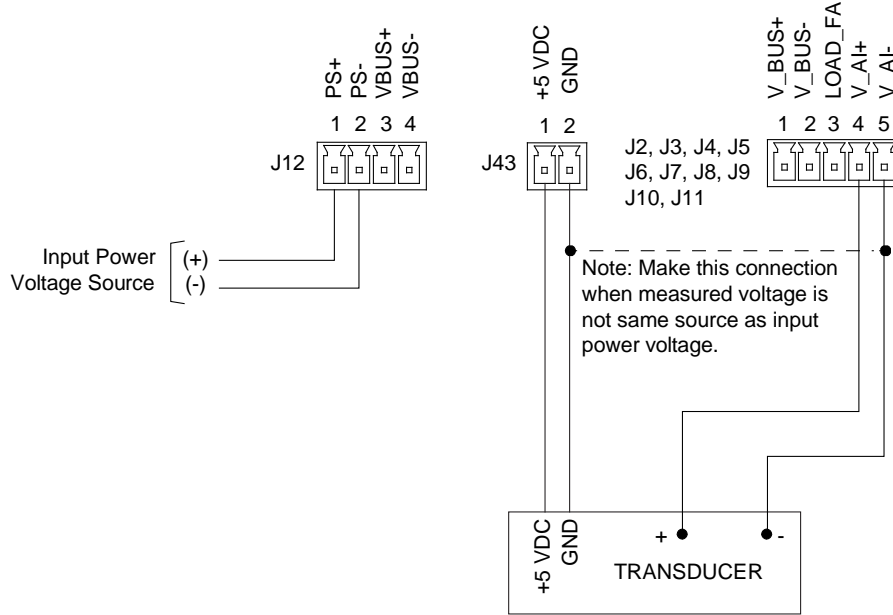 PS+
PS-
VBUS+
VBUS-
1 2 3 4
J12
+5 VDC
GND
1 2
J43
J2, J3, J4, J5
J6, J7, J8, J9
J10, J11
V_BUS+
V_BUS-
LOAD_FA
V_AI+
V_AI-
1 2 3 4 5
Input Power (+)
Voltage Source (-)
Note: Make this connection
when measured voltage is
not same source as input
power voltage.
+5 VDC
GND
+ -
TRANSDUCER